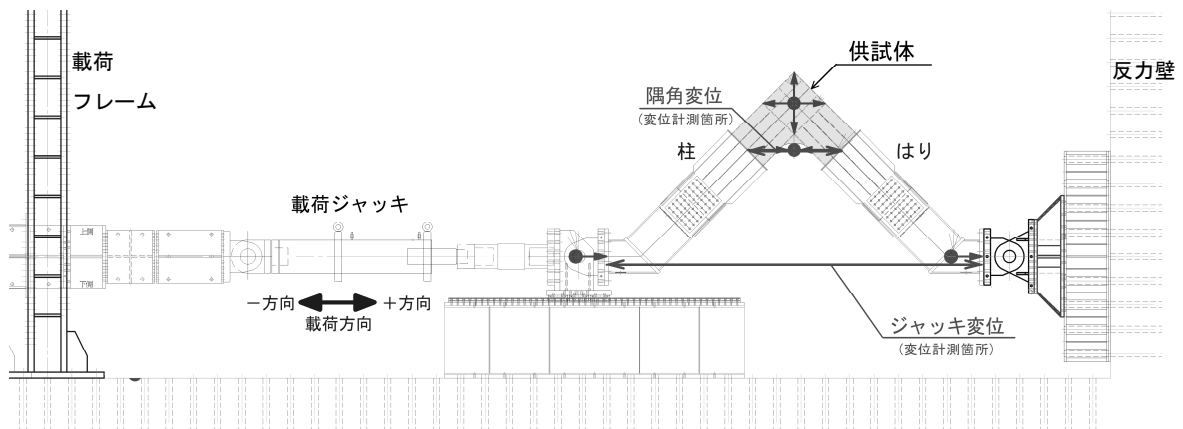 載荷
フレーム
供試体
反力壁
隅角変位
(変位計測箇所)
柱
はり
載荷ジャッキ
上側
下側
－方向
＋方向
載荷方向
ジャッキ変位
(変位計測箇所)